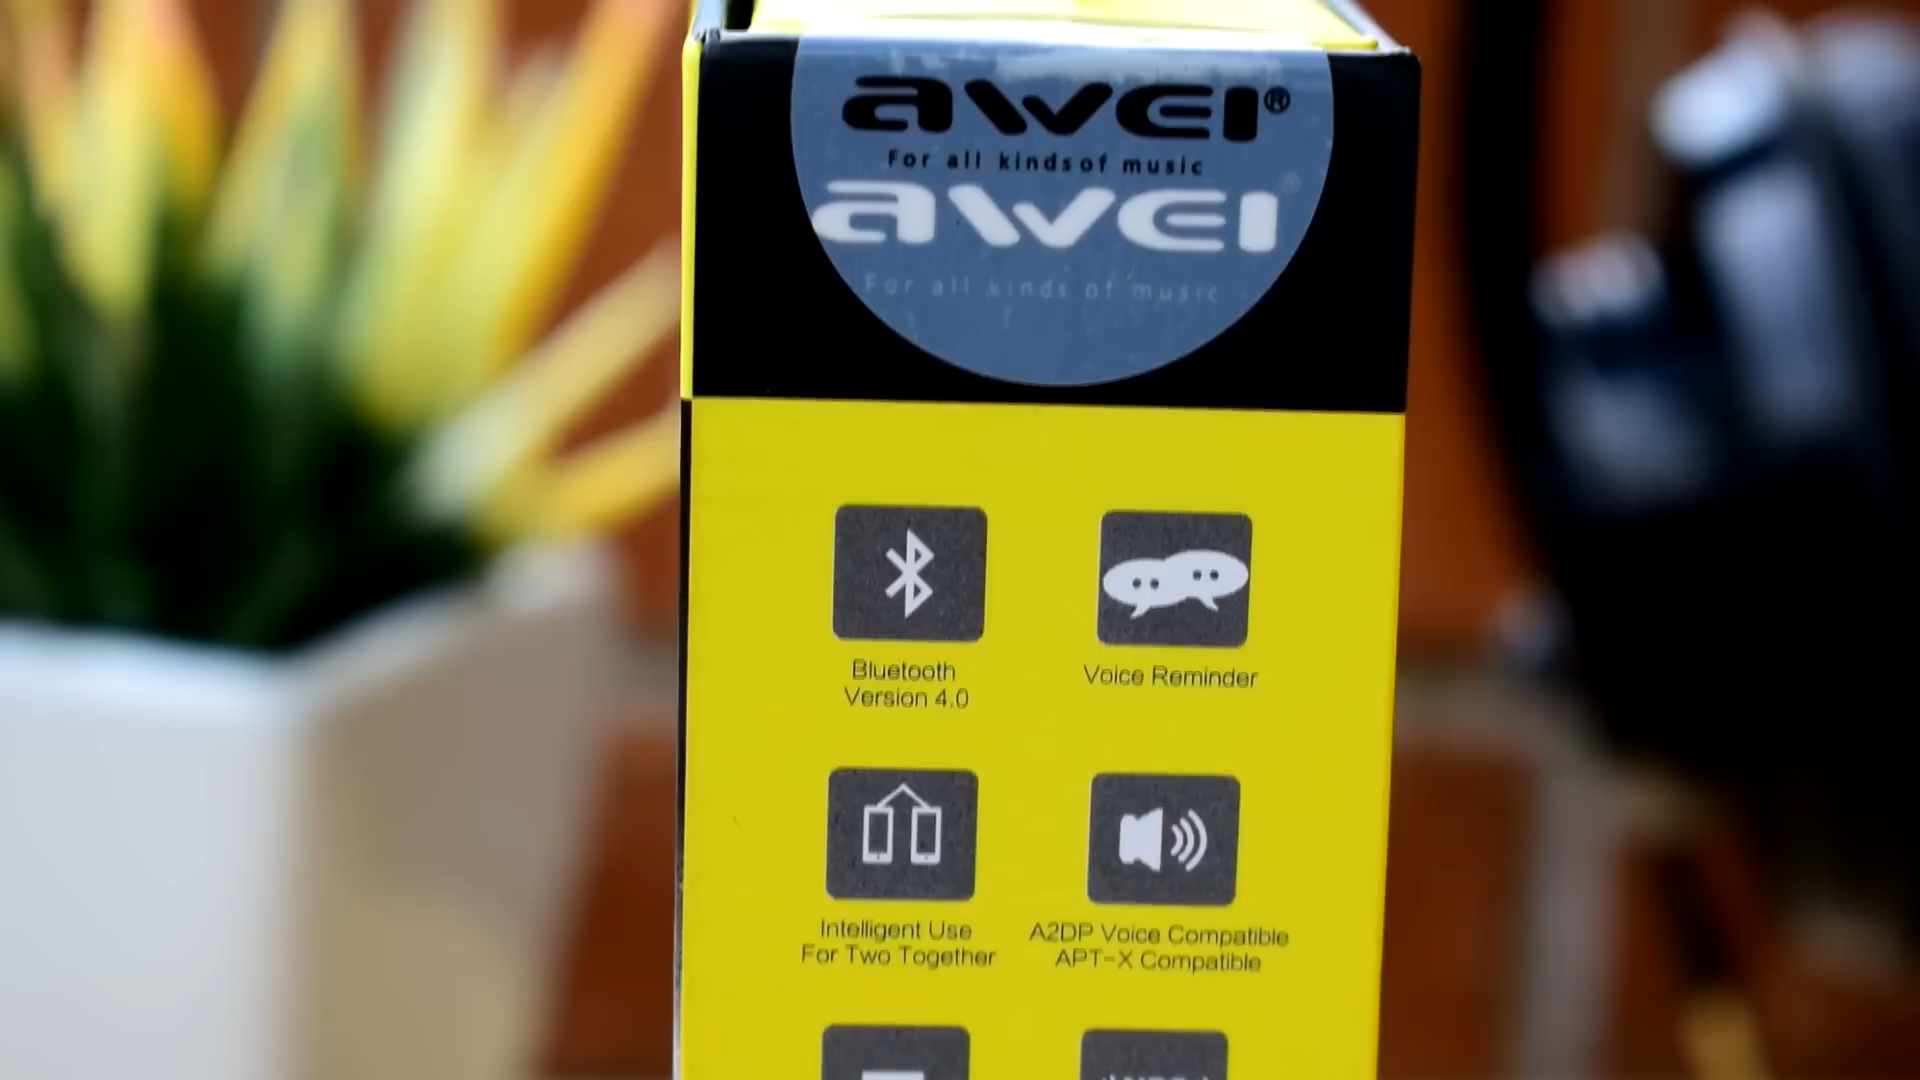 awei®
For all kinds of music
awei®
For all kinds of music
Bluetooth
Version 4.0
Voice Reminder
Intelligent Use
For Two Together
A2DP Voice Compatible
APT-X Compatible